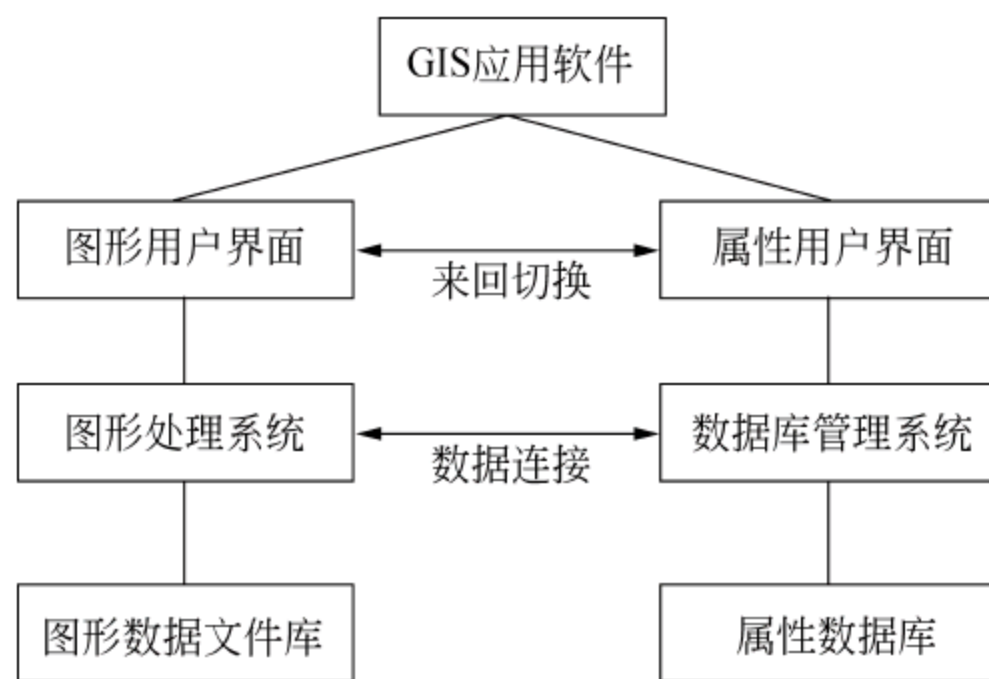 GIS应用软件
图形用户界面
来回切换
属性用户界面
图形处理系统
数据连接
数据库管理系统
图形数据文件库
属性数据库